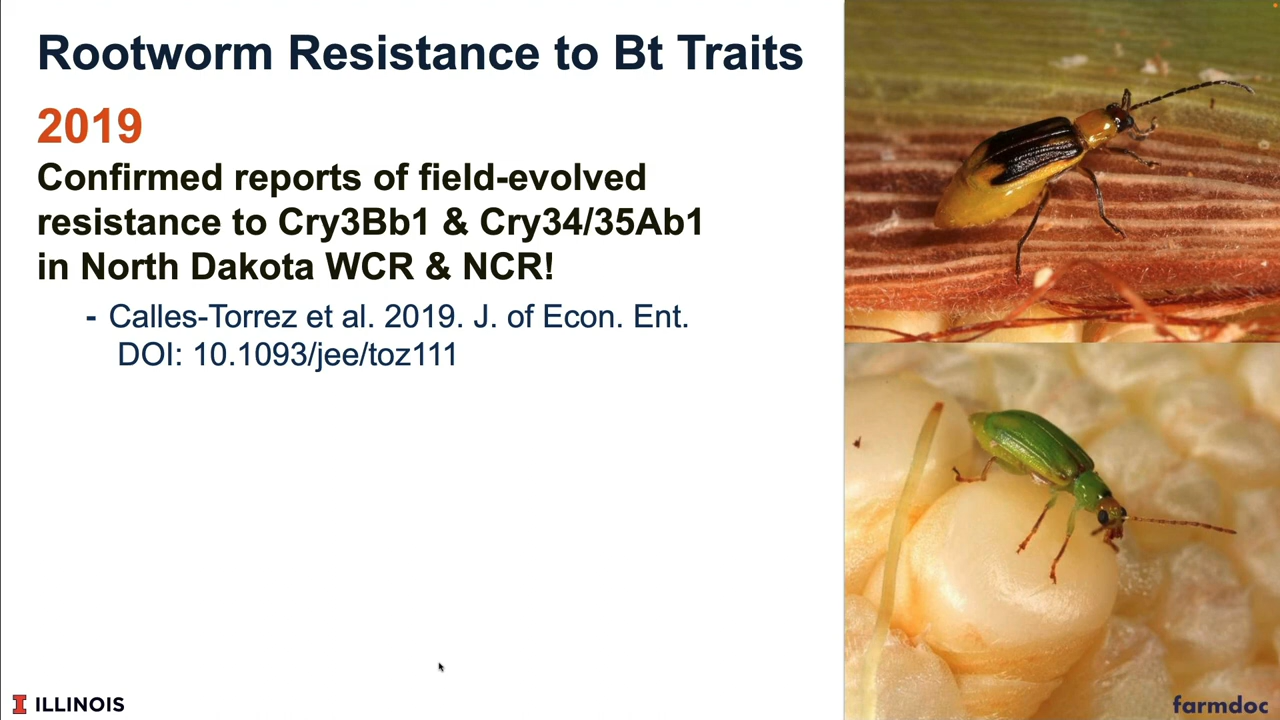 Rootworm Resistance to Bt Traits
2019
Confirmed reports of field-evolved
resistance to Cry3Bb1 & Cry34/35Ab1
in North Dakota WCR & NCR!
- Calles-Torrez et al. 2019. J. of Econ. Ent.
DOI: 10.1093/jee/toz111
I ILLINOIS
farmdoc